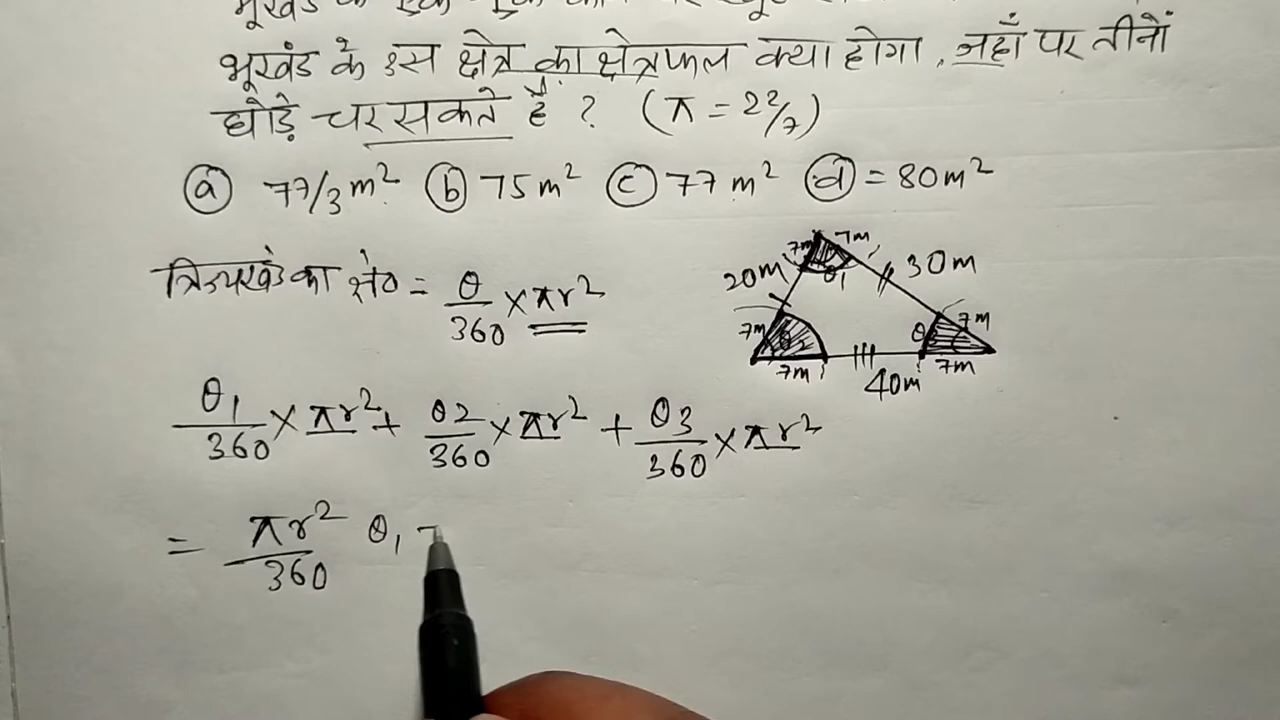 भूखंड के
भूखंड के उस क्षेत्र का क्षेत्रफल क्या होगा, जहाँ पर तीनों
घोड़े चर सकते हैं ? (π = 22/7)
(a) 77/3 m² (b) 75 m² (c) 77 m² (d) = 80 m²
त्रिज्यखंड का क्षे० = θ/360 × πr²
7m 7m
20m θ₁ 30m
7m θ₂ 7m
θ 7m 7m
40m
θ₁/360 × πr² + θ2/360 × πr² + θ3/360 × πr²
= πr²/360 θ₁